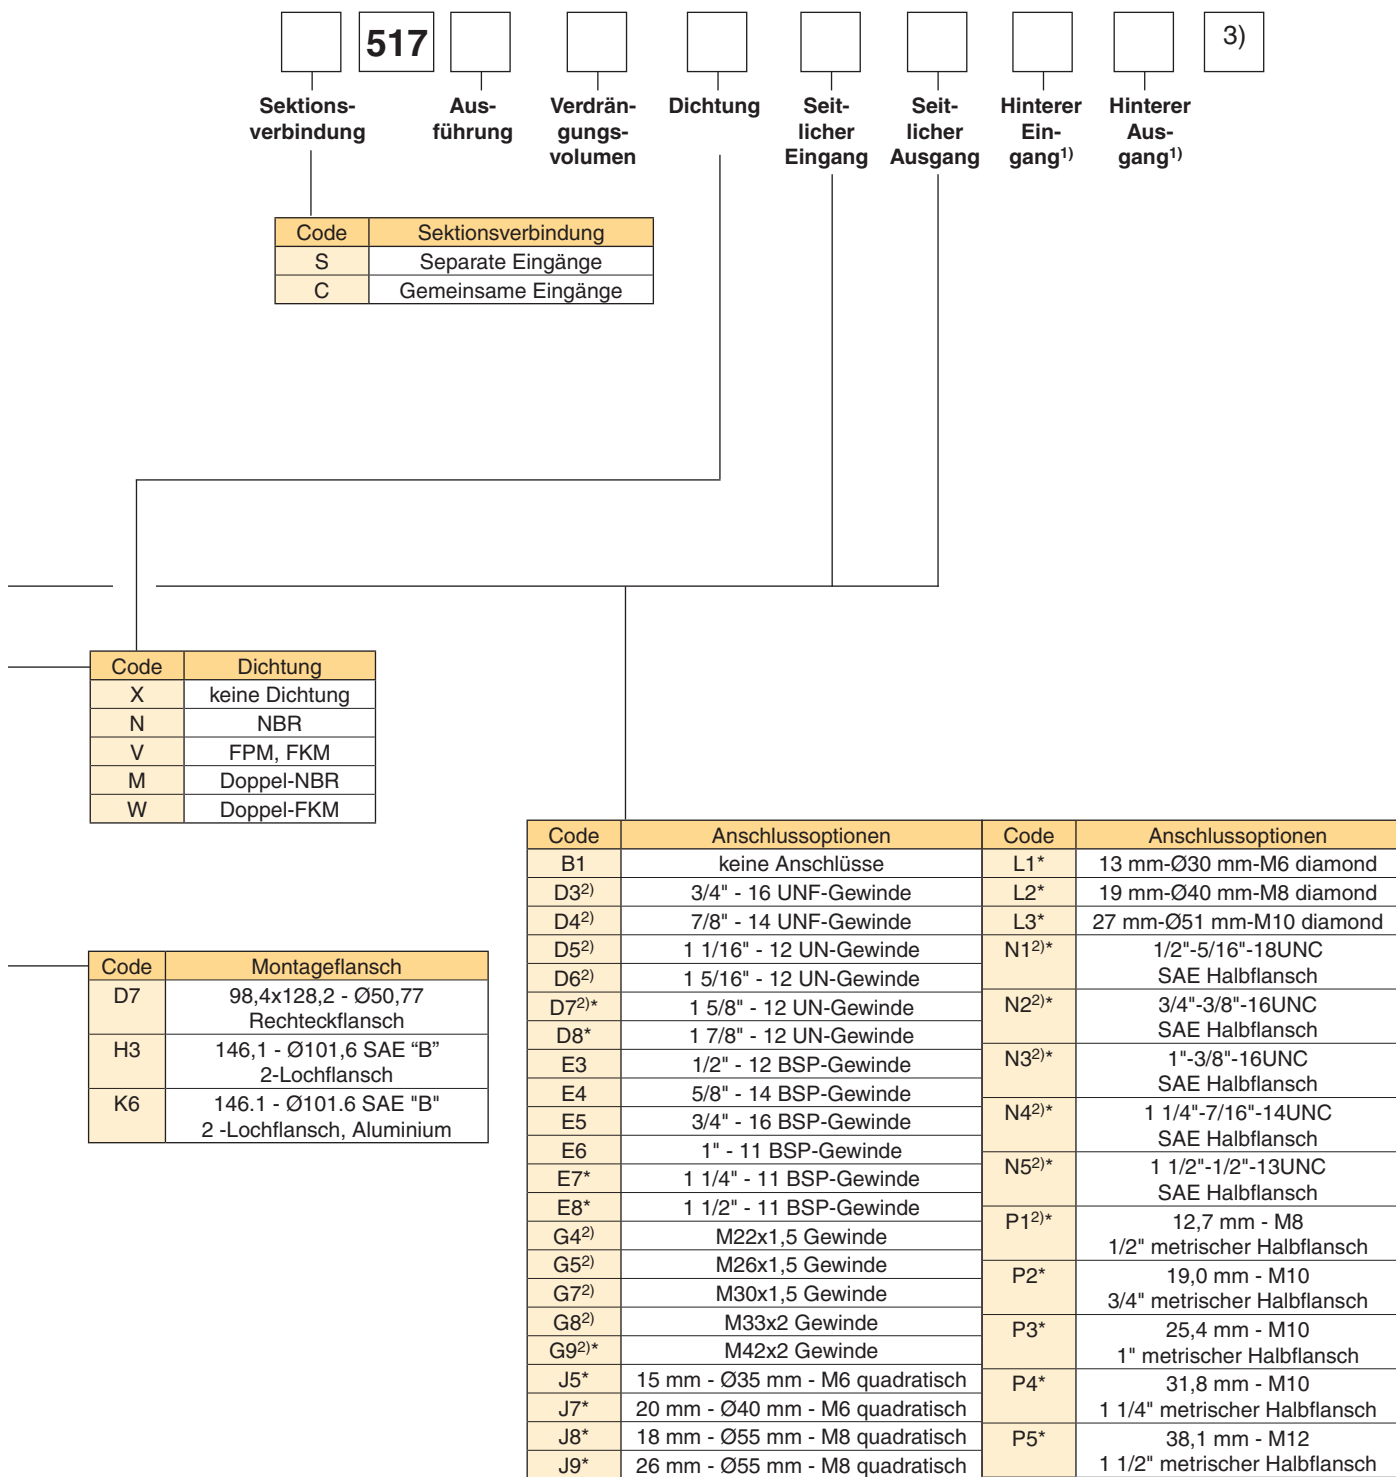 517
3)
Sektions-
verbindung
Aus-
führung
Verdrän-
gungs-
volumen
Dichtung
Seit-
licher
Eingang
Seit-
licher
Ausgang
Hinterer
Ein-
gang1)
Hinterer
Aus-
gang1)
Code Sektionsverbindung
S Separate Eingänge
C Gemeinsame Eingänge
Code Dichtung
X keine Dichtung
N NBR
V FPM, FKM
M Doppel-NBR
W Doppel-FKM
Code Montageflansch
D7 98,4x128,2 - Ø50,77
Rechteckflansch
H3 146,1 - Ø101,6 SAE “B”
2-Lochflansch
K6 146.1 - Ø101.6 SAE "B"
2 -Lochflansch, Aluminium
Code Anschlussoptionen
B1 keine Anschlüsse
D32) 3/4" - 16 UNF-Gewinde
D42) 7/8" - 14 UNF-Gewinde
D52) 1 1/16" - 12 UN-Gewinde
D62) 1 5/16" - 12 UN-Gewinde
D72)* 1 5/8" - 12 UN-Gewinde
D8* 1 7/8" - 12 UN-Gewinde
E3 1/2" - 12 BSP-Gewinde
E4 5/8" - 14 BSP-Gewinde
E5 3/4" - 16 BSP-Gewinde
E6 1" - 11 BSP-Gewinde
E7* 1 1/4" - 11 BSP-Gewinde
E8* 1 1/2" - 11 BSP-Gewinde
G42) M22x1,5 Gewinde
G52) M26x1,5 Gewinde
G72) M30x1,5 Gewinde
G82) M33x2 Gewinde
G92)* M42x2 Gewinde
J5* 15 mm - Ø35 mm - M6 quadratisch
J7* 20 mm - Ø40 mm - M6 quadratisch
J8* 18 mm - Ø55 mm - M8 quadratisch
J9* 26 mm - Ø55 mm - M8 quadratisch
Code Anschlussoptionen
L1* 13 mm-Ø30 mm-M6 diamond
L2* 19 mm-Ø40 mm-M8 diamond
L3* 27 mm-Ø51 mm-M10 diamond
N12)* 1/2"-5/16"-18UNC
SAE Halbflansch
N22)* 3/4"-3/8"-16UNC
SAE Halbflansch
N32)* 1"-3/8"-16UNC
SAE Halbflansch
N42)* 1 1/4"-7/16"-14UNC
SAE Halbflansch
N52)* 1 1/2"-1/2"-13UNC
SAE Halbflansch
P12)* 12,7 mm - M8
1/2" metrischer Halbflansch
P2* 19,0 mm - M10
3/4" metrischer Halbflansch
P3* 25,4 mm - M10
1" metrischer Halbflansch
P4* 31,8 mm - M10
1 1/4" metrischer Halbflansch
P5* 38,1 mm - M12
1 1/2" metrischer Halbflansch